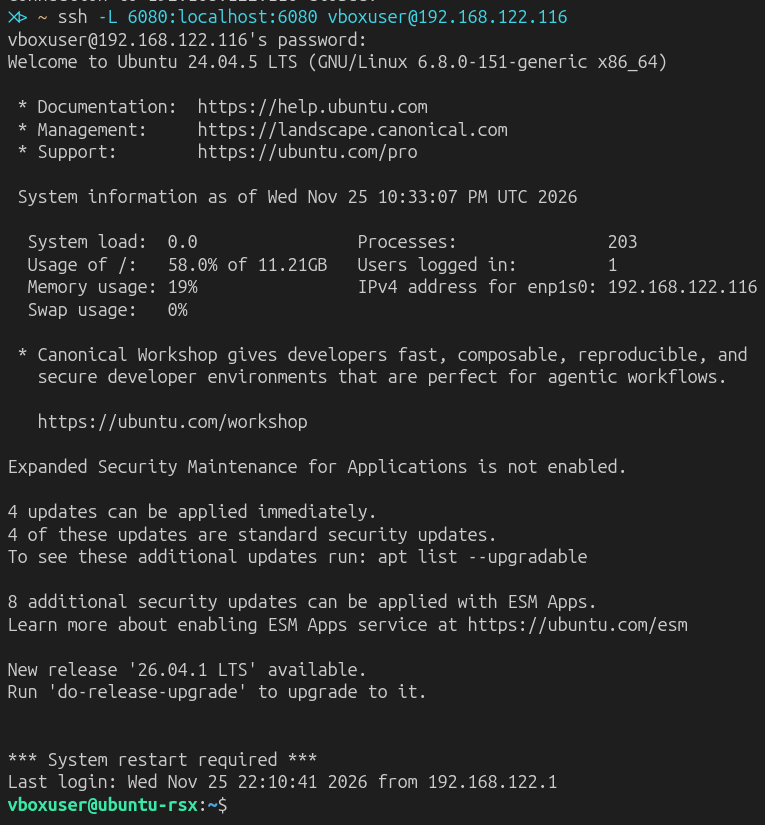 ~ ssh -L 6080:localhost:6080 vboxuser@192.168.122.116
vboxuser@192.168.122.116's password:
Welcome to Ubuntu 24.04.5 LTS (GNU/Linux 6.8.0-151-generic x86_64)

 * Documentation:  https://help.ubuntu.com
 * Management:     https://landscape.canonical.com
 * Support:        https://ubuntu.com/pro

 System information as of Wed Nov 25 10:33:07 PM UTC 2026

  System load:  0.0                Processes:               203
  Usage of /:   58.0% of 11.21GB   Users logged in:         1
  Memory usage: 19%                IPv4 address for enp1s0: 192.168.122.116
  Swap usage:   0%

 * Canonical Workshop gives developers fast, composable, reproducible, and
   secure developer environments that are perfect for agentic workflows.

   https://ubuntu.com/workshop

Expanded Security Maintenance for Applications is not enabled.

4 updates can be applied immediately.
4 of these updates are standard security updates.
To see these additional updates run: apt list --upgradable

8 additional security updates can be applied with ESM Apps.
Learn more about enabling ESM Apps service at https://ubuntu.com/esm

New release '26.04.1 LTS' available.
Run 'do-release-upgrade' to upgrade to it.


*** System restart required ***
Last login: Wed Nov 25 22:10:41 2026 from 192.168.122.1
vboxuser@ubuntu-rsx:~$